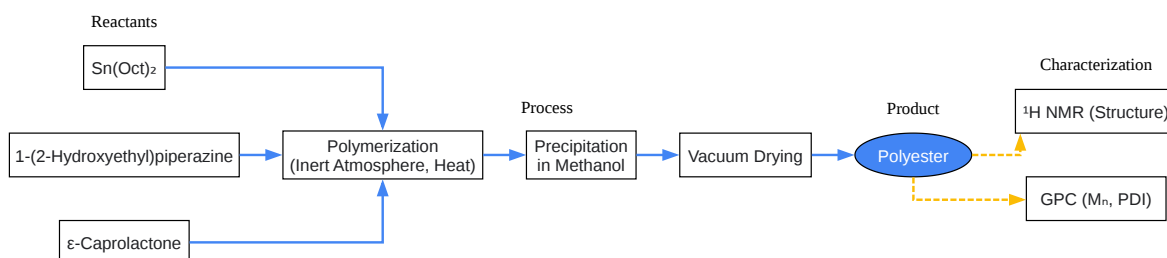 Reactants
Sn(Oct)₂
1-(2-Hydroxyethyl)piperazine
ε-Caprolactone
Polymerization
(Inert Atmosphere, Heat)
Process
Precipitation
in Methanol
Vacuum Drying
Product
Polyester
Characterization
¹H NMR (Structure)
GPC (Mₙ, PDI)